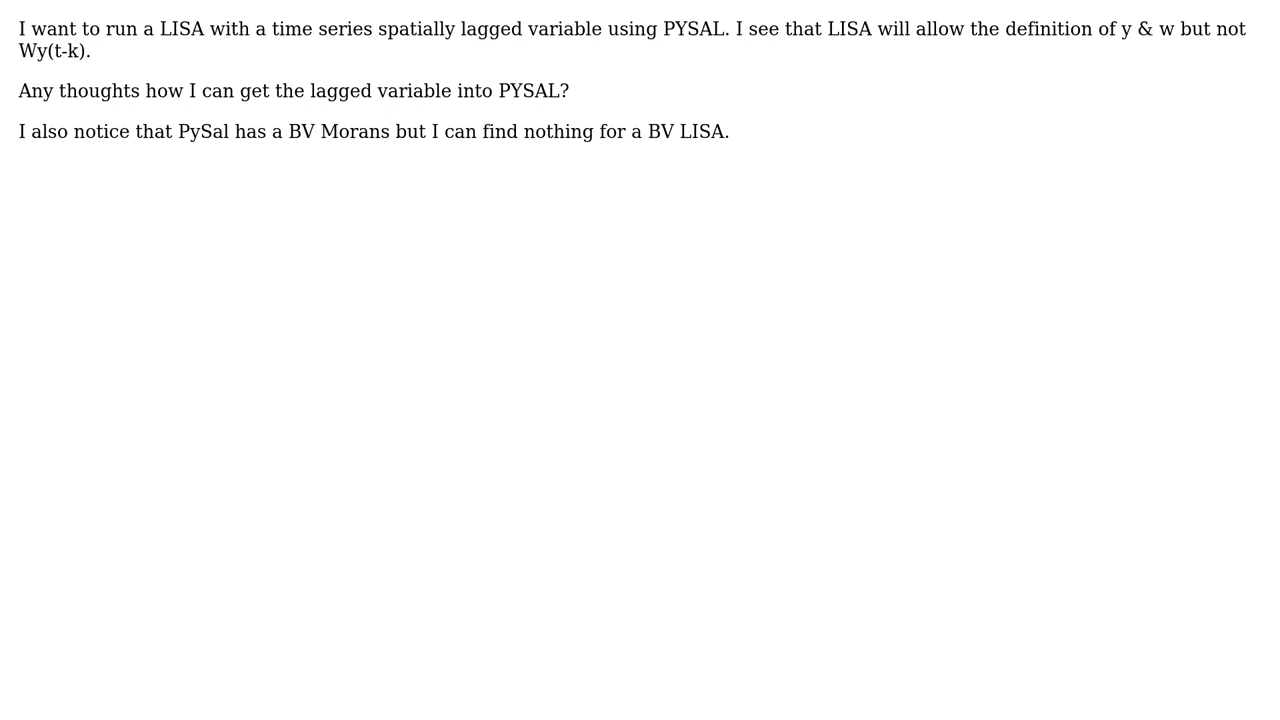 I want to run a LISA with a time series spatially lagged variable using PYSAL. I see that LISA will allow the definition of y & w but not
Wy(t-k).
Any thoughts how I can get the lagged variable into PYSAL?
I also notice that PySal has a BV Morans but I can find nothing for a BV LISA.